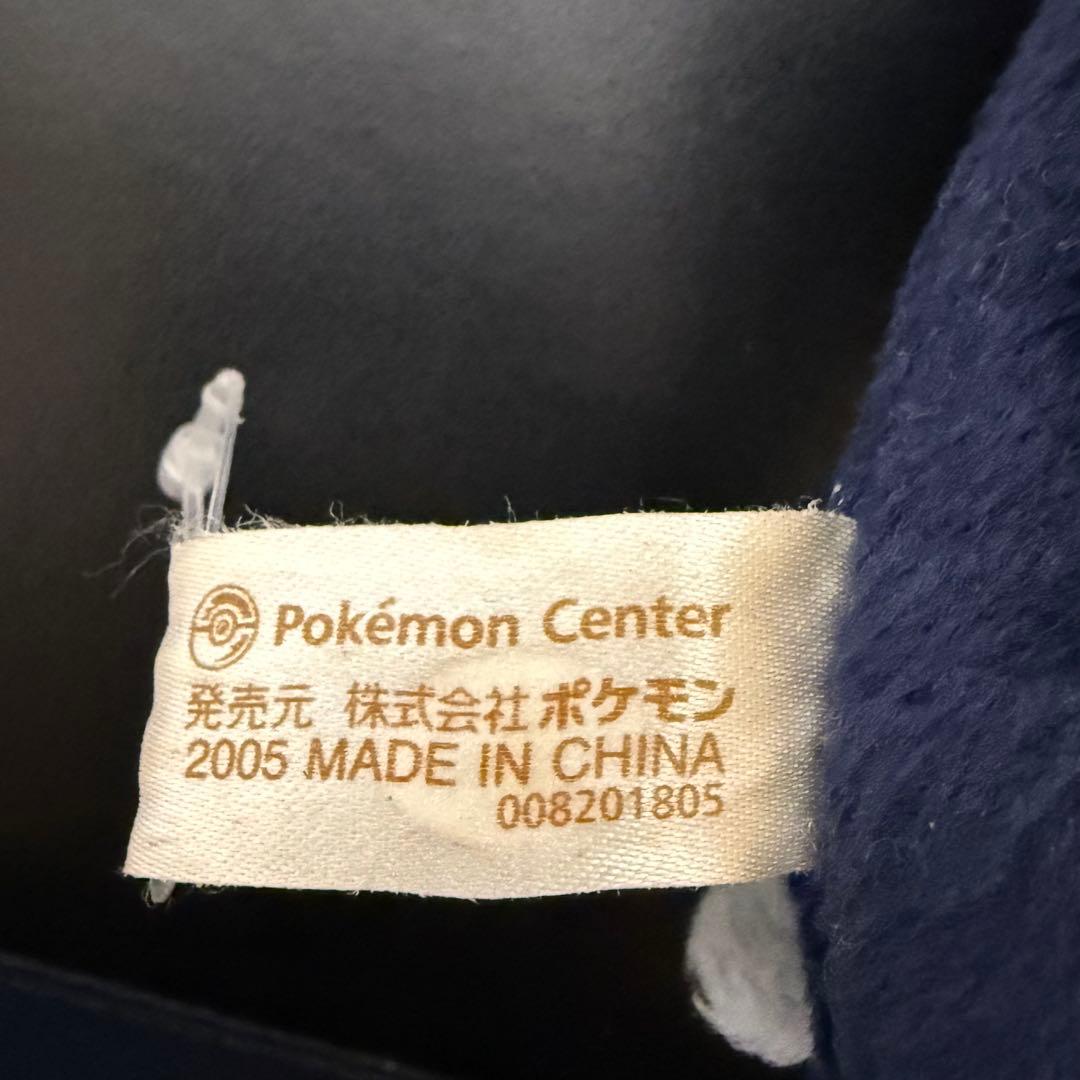 Pokémon Center
発売元 株式会社ポケモン
2005 MADE IN CHINA
008201805